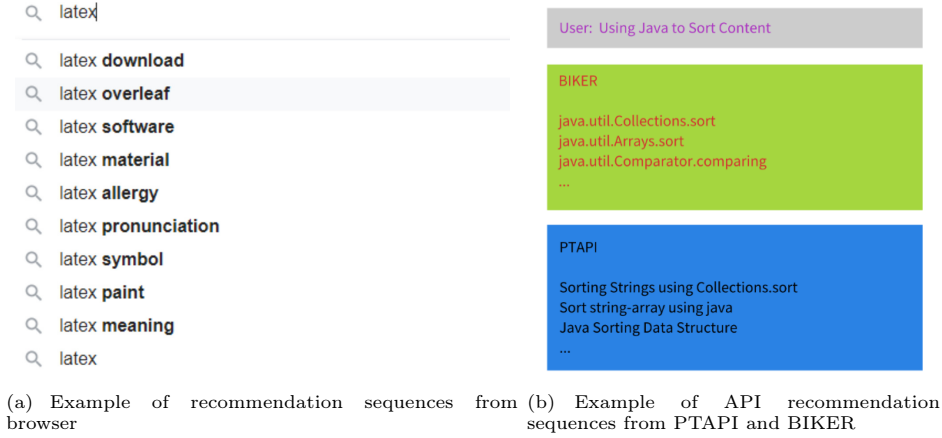 latex
latex download
latex overleaf
latex software
latex material
latex allergy
latex pronunciation
latex symbol
latex paint
latex meaning
latex
(a) Example of recommendation sequences from
browser
User: Using Java to Sort Content
BIKER
java.util.Collections.sort
java.util.Arrays.sort
java.util.Comparator.comparing
...
PTAPI
Sorting Strings using Collections.sort
Sort string-array using java
Java Sorting Data Structure
...
(b) Example of API recommendation
sequences from PTAPI and BIKER